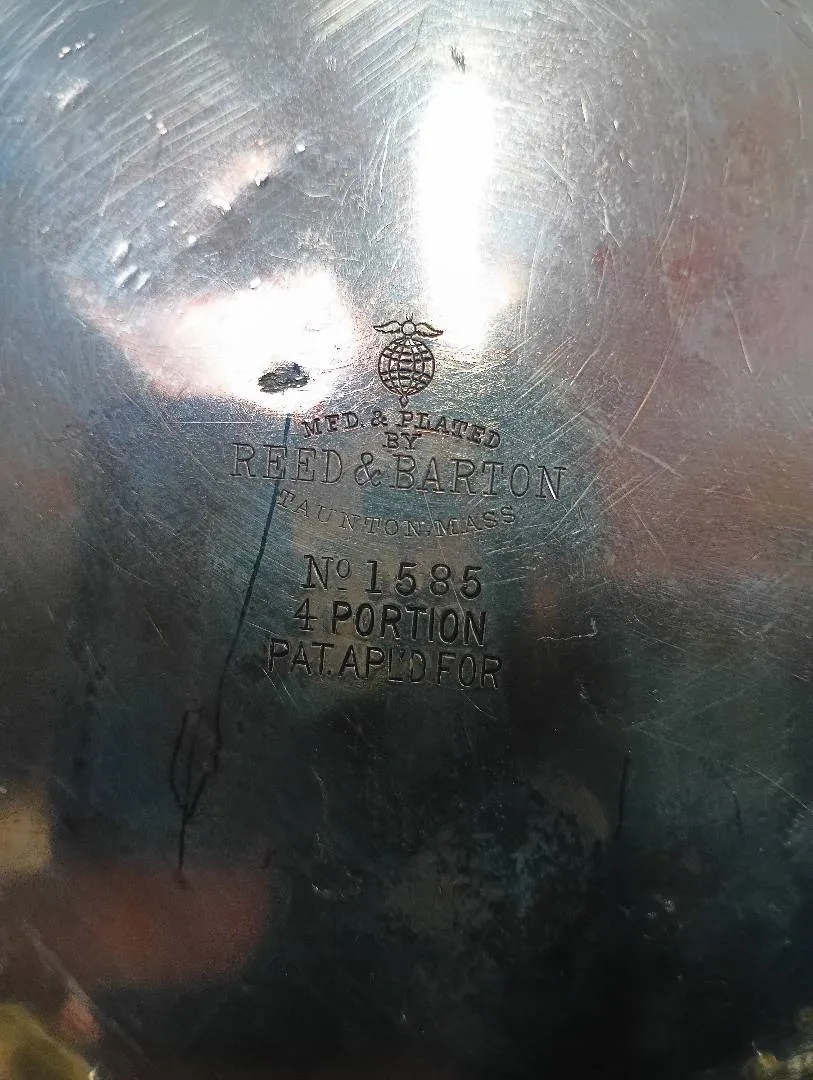 MFD. & PLATED
BY
REED & BARTON
TAUNTON, MASS
Nº 1585
4 PORTION
PAT. APL'D FOR